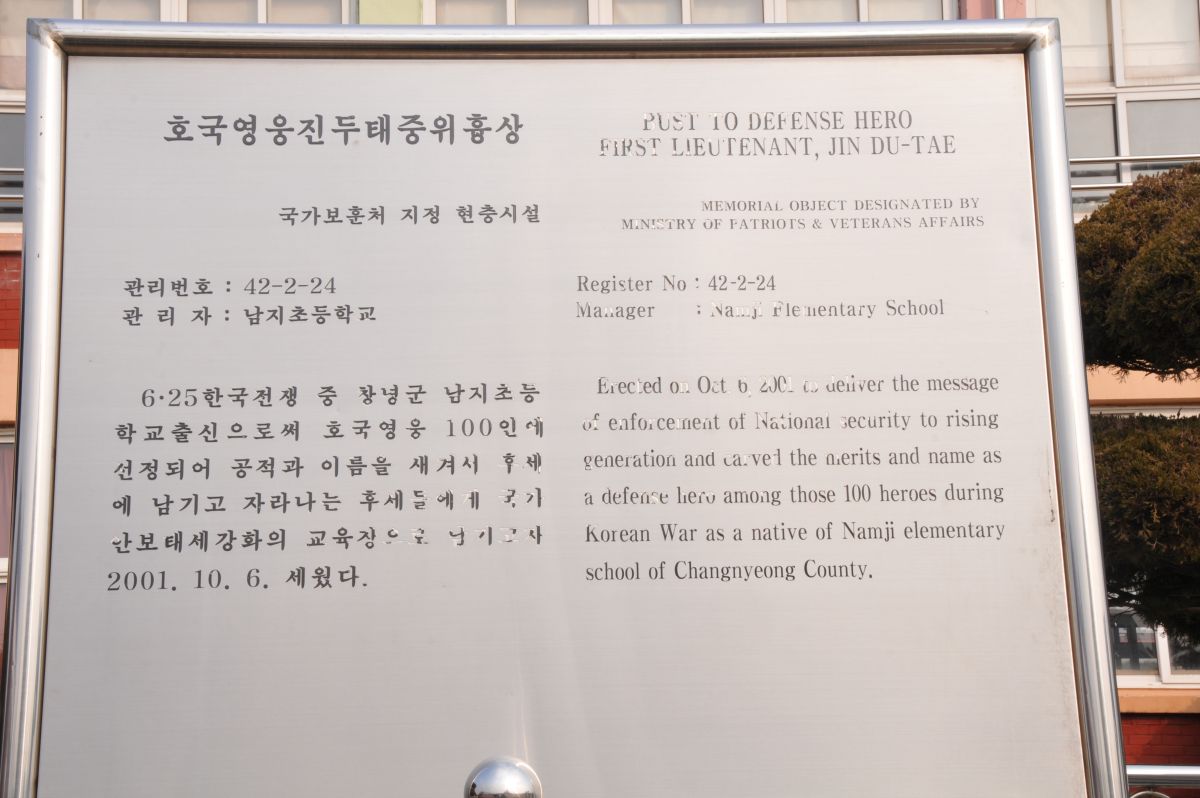 호국영웅진두태중위흉상
국가보훈처 지정 현충시설
관리번호 : 42-2-24
관 리 자 : 남지초등학교
6·25한국전쟁 중 창녕군 남지초등
학교출신으로써 호국영웅 100인에
선정되어 공적과 이름을 새겨서 후세
에 남기고 자라나는 후세들에게 국가
안보태세강화의 교육장으로 남기고자
2001. 10. 6. 세웠다.
BUST TO DEFENSE HERO
FIRST LIEUTENANT, JIN DU-TAE
MEMORIAL OBJECT DESIGNATED BY
MINISTRY OF PATRIOTS & VETERANS AFFAIRS
Register No : 42-2-24
Manager : Namji Elementary School
Erected on Oct. 6, 2001 to deliver the message
of enforcement of National security to rising
generation and carved the merits and name as
a defense hero among those 100 heroes during
Korean War as a native of Namji elementary
school of Changnyeong County.